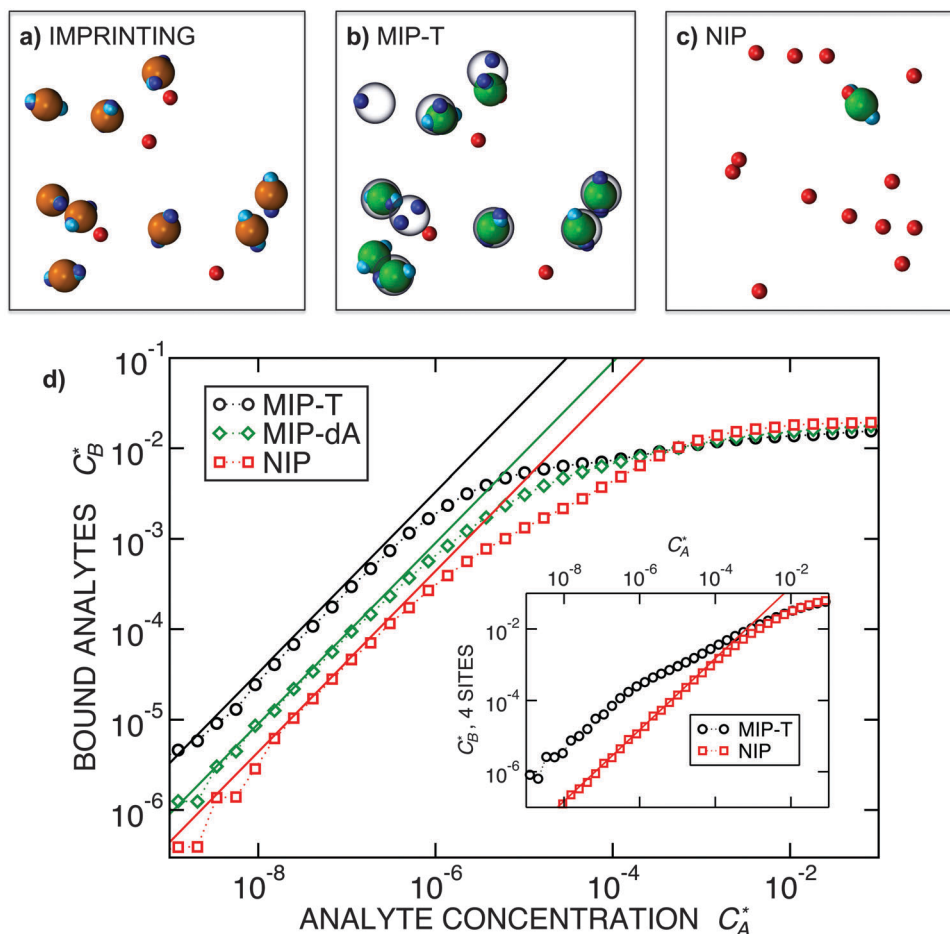 a) IMPRINTING
b) MIP-T
c) NIP
d)
10^-1
10^-2
10^-3
10^-4
10^-5
10^-6
BOUND ANALYTES C*_B
MIP-T
MIP-dA
NIP
C*_A
10^-8
10^-6
10^-4
10^-2
10^-2
10^-4
10^-6
C*_B, 4 SITES
MIP-T
NIP
10^-8
10^-6
10^-4
10^-2
ANALYTE CONCENTRATION C*_A